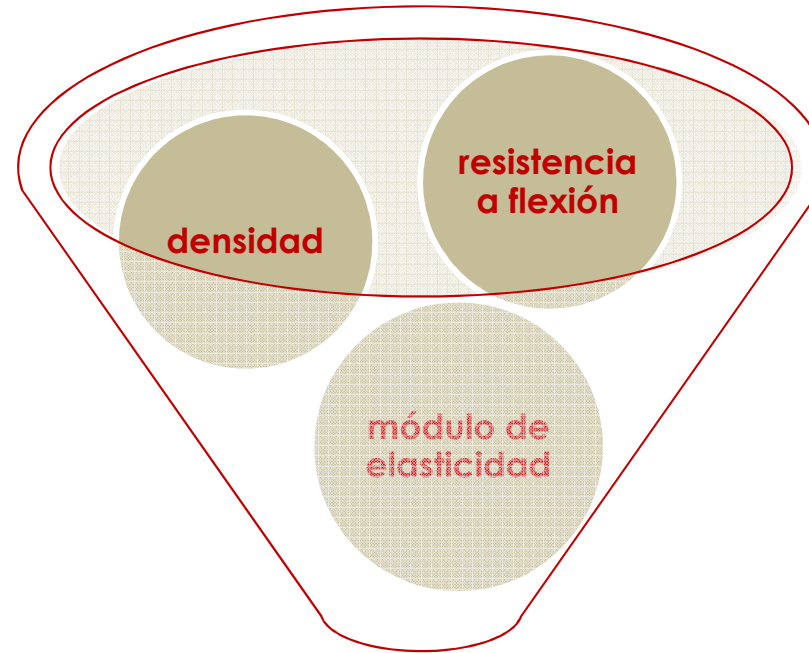 resistencia
a flexión
densidad
módulo de
elasticidad